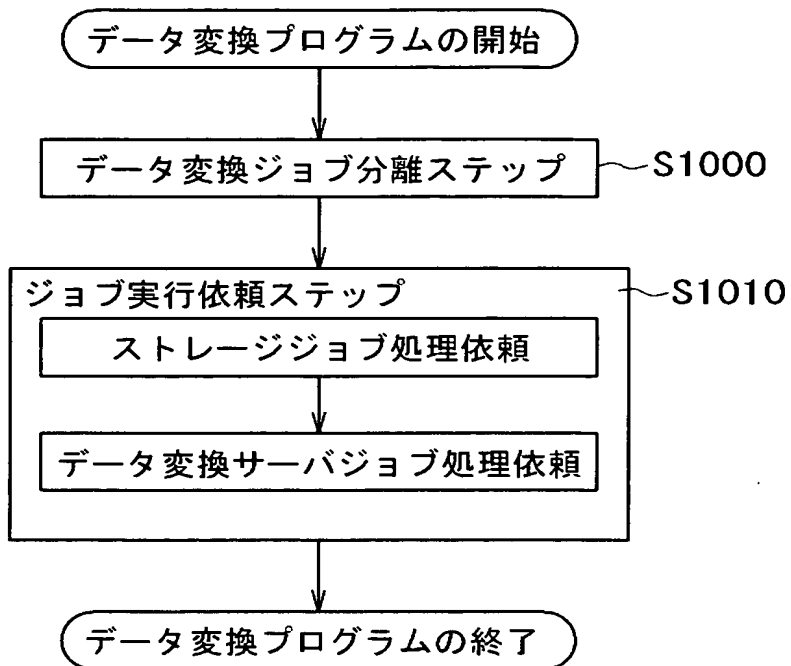 データ変換プログラムの開始
データ変換ジョブ分離ステップ
S1000
ジョブ実行依頼ステップ
S1010
ストレージジョブ処理依頼
データ変換サーバジョブ処理依頼
データ変換プログラムの終了